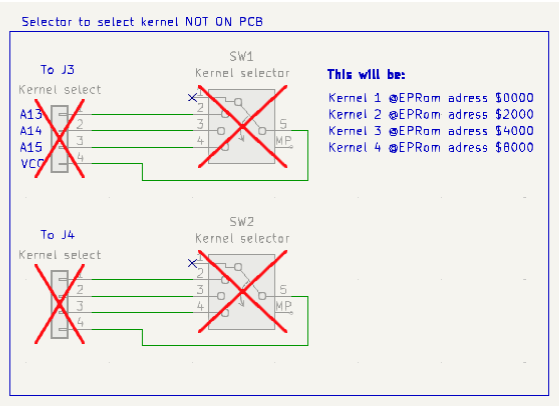 Selector to select kernel NOT ON PCB
To J3
Kernel select
A13
A14
A15
VCC
1
2
3
4
SW1
Kernel selector
1
2
3
4
5
MP
This will be:
Kernel 1 @EPRom adress $0000
Kernel 2 @EPRom adress $2000
Kernel 3 @EPRom adress $4000
Kernel 4 @EPRom adress $8000
To J4
Kernel select
1
2
3
4
SW2
Kernel selector
1
2
3
4
5
MP